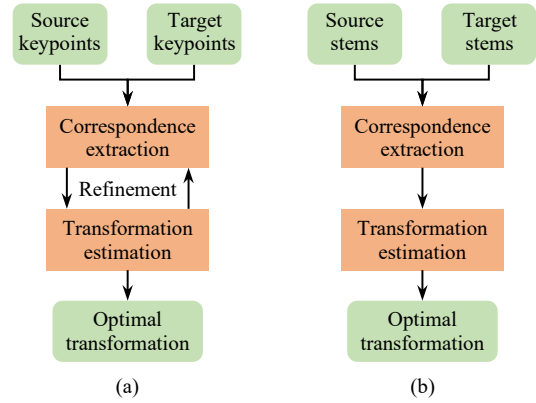 Source
keypoints
Target
keypoints
Correspondence
extraction
Refinement
Transformation
estimation
Optimal
transformation
(a)
Source
stems
Target
stems
Correspondence
extraction
Transformation
estimation
Optimal
transformation
(b)